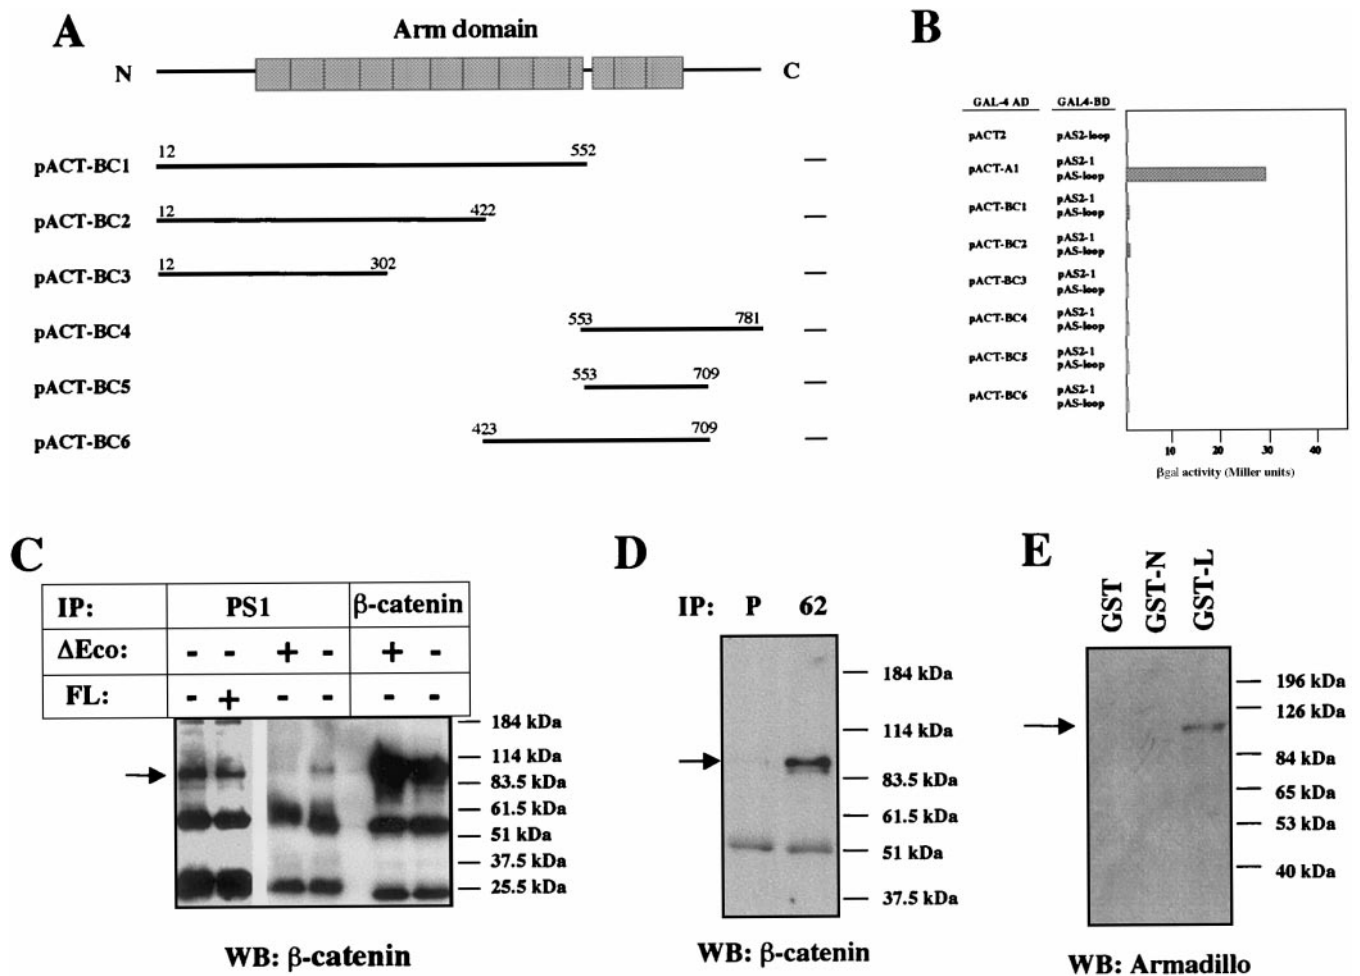 A
Arm domain
N C
pACT-BC1 12 552 —
pACT-BC2 12 422 —
pACT-BC3 12 302 —
pACT-BC4 553 781 —
pACT-BC5 553 709 —
pACT-BC6 423 709 —
B
GAL-4 AD GAL4-BD
pACT2 pAS2-loop
pACT-A1 pAS2-1
pAS-loop
pACT-BC1 pAS2-1
pAS-loop
pACT-BC2 pAS2-1
pAS-loop
pACT-BC3 pAS2-1
pAS-loop
pACT-BC4 pAS2-1
pAS-loop
pACT-BC5 pAS2-1
pAS-loop
pACT-BC6 pAS2-1
pAS-loop
10 20 30 40
βgal activity (Miller units)
C
IP: PS1 β-catenin
ΔEco: - - + - + -
FL: - + - - - -
184 kDa
114 kDa
83.5 kDa
61.5 kDa
51 kDa
37.5 kDa
25.5 kDa
WB: β-catenin
D
IP: P 62
184 kDa
114 kDa
83.5 kDa
61.5 kDa
51 kDa
37.5 kDa
WB: β-catenin
E
GST
GST-N
GST-L
196 kDa
126 kDa
84 kDa
65 kDa
53 kDa
40 kDa
WB: Armadillo